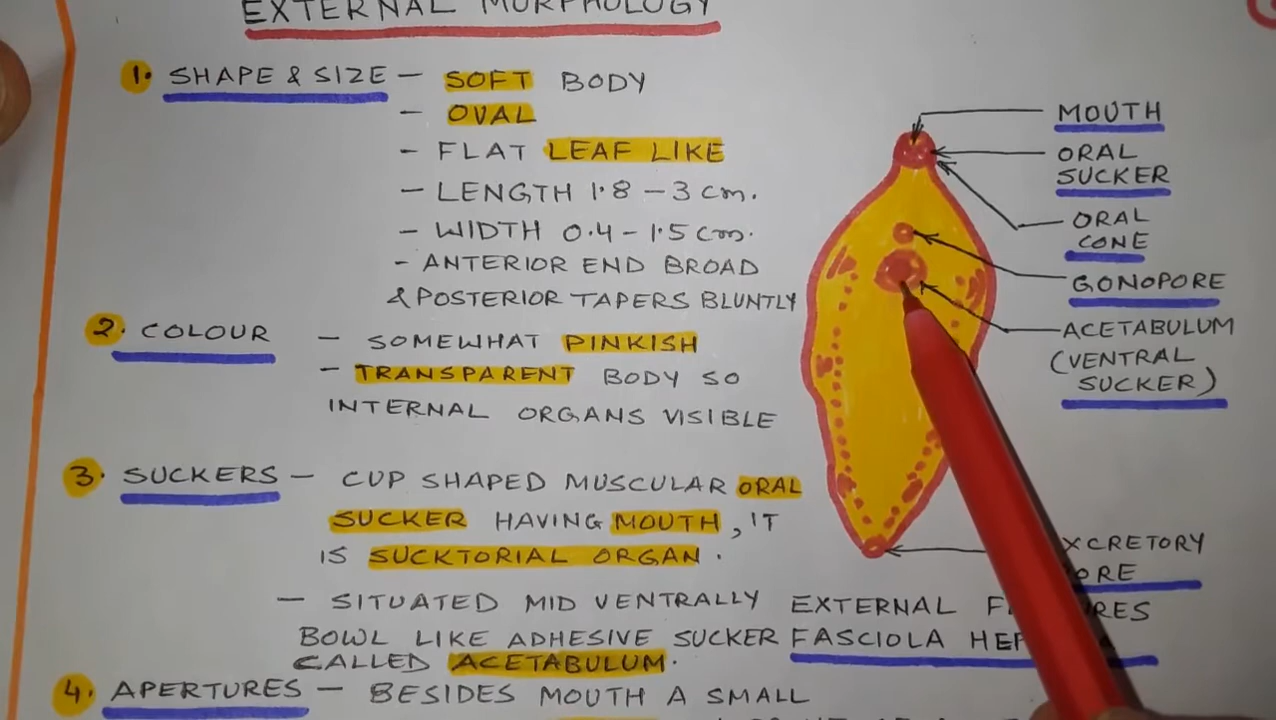 EXTERNAL MORPHOLOGY
1. SHAPE & SIZE – SOFT BODY
– OVAL
– FLAT LEAF LIKE
– LENGTH 1.8 – 3 cm.
– WIDTH 0.4 – 1.5 cm.
– ANTERIOR END BROAD
& POSTERIOR TAPERS BLUNTLY
2. COLOUR – SOMEWHAT PINKISH
– TRANSPARENT BODY SO
INTERNAL ORGANS VISIBLE
3. SUCKERS – CUP SHAPED MUSCULAR ORAL
SUCKER HAVING MOUTH, IT
IS SUCKTORIAL ORGAN.
– SITUATED MID VENTRALLY
BOWL LIKE ADHESIVE SUCKER
CALLED ACETABULUM.
4. APERTURES – BESIDES MOUTH A SMALL
MOUTH
ORAL
SUCKER
ORAL
CONE
GONOPORE
ACETABULUM
(VENTRAL
SUCKER)
XCRETORY
ORE
EXTERNAL F RES
FASCIOLA HEP